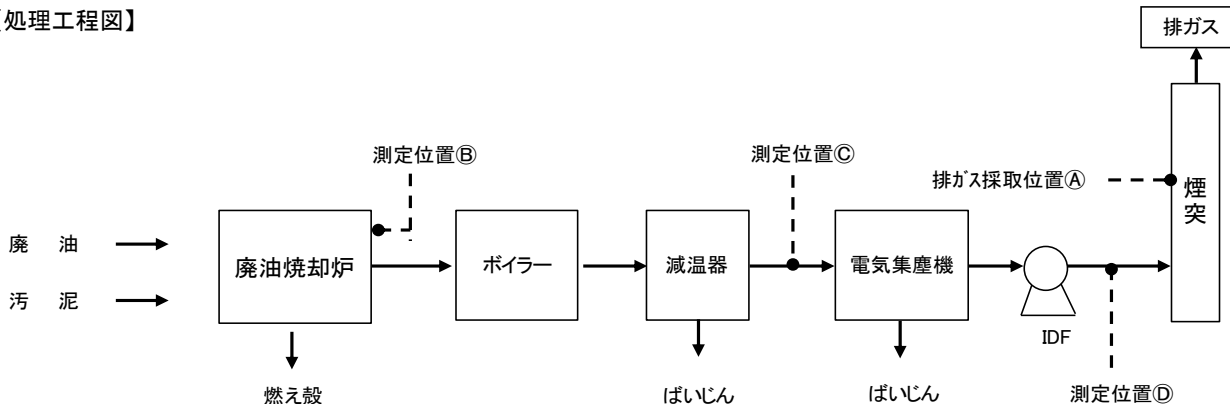 処理工程図】
排ガス
測定位置Ⓑ
測定位置Ⓒ
排ガス採取位置Ⓐ
煙突
廃　油
廃油焼却炉
ボイラー
減温器
電気集塵機
汚　泥
IDF
燃え殻
ばいじん
ばいじん
測定位置Ⓓ